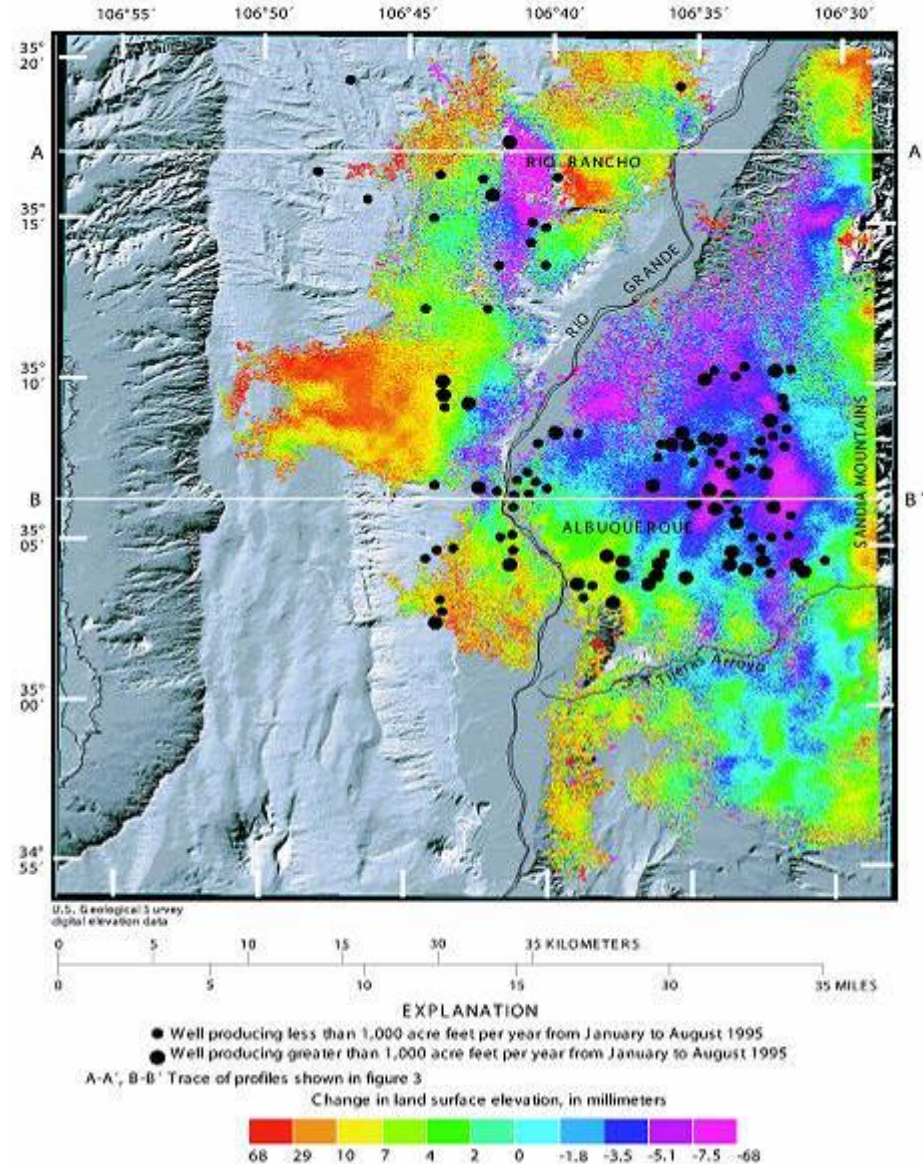 106°55′ 106°50′ 106°45′ 106°40′ 106°35′ 106°30′
35°
20′
A A
RIO RANCHO
35°
15′
RIO GRANDE
35°
10′
SANDIA MOUNTAINS
B B'
35°
05′
ALBUQUERQUE
35°
00′
Tijeras Arroyo
34°
55′
U.S. Geological Survey
digital elevation data
0 5 10 15 30 35 KILOMETERS
0 5 10 15 30 35 MILES
EXPLANATION
Well producing less than 1,000 acre feet per year from January to August 1995
Well producing greater than 1,000 acre feet per year from January to August 1995
A-A′, B-B′ Trace of profiles shown in figure 3
Change in land surface elevation, in millimeters
68 29 10 7 4 2 0 -1.8 -3.5 -5.1 -7.5 -68